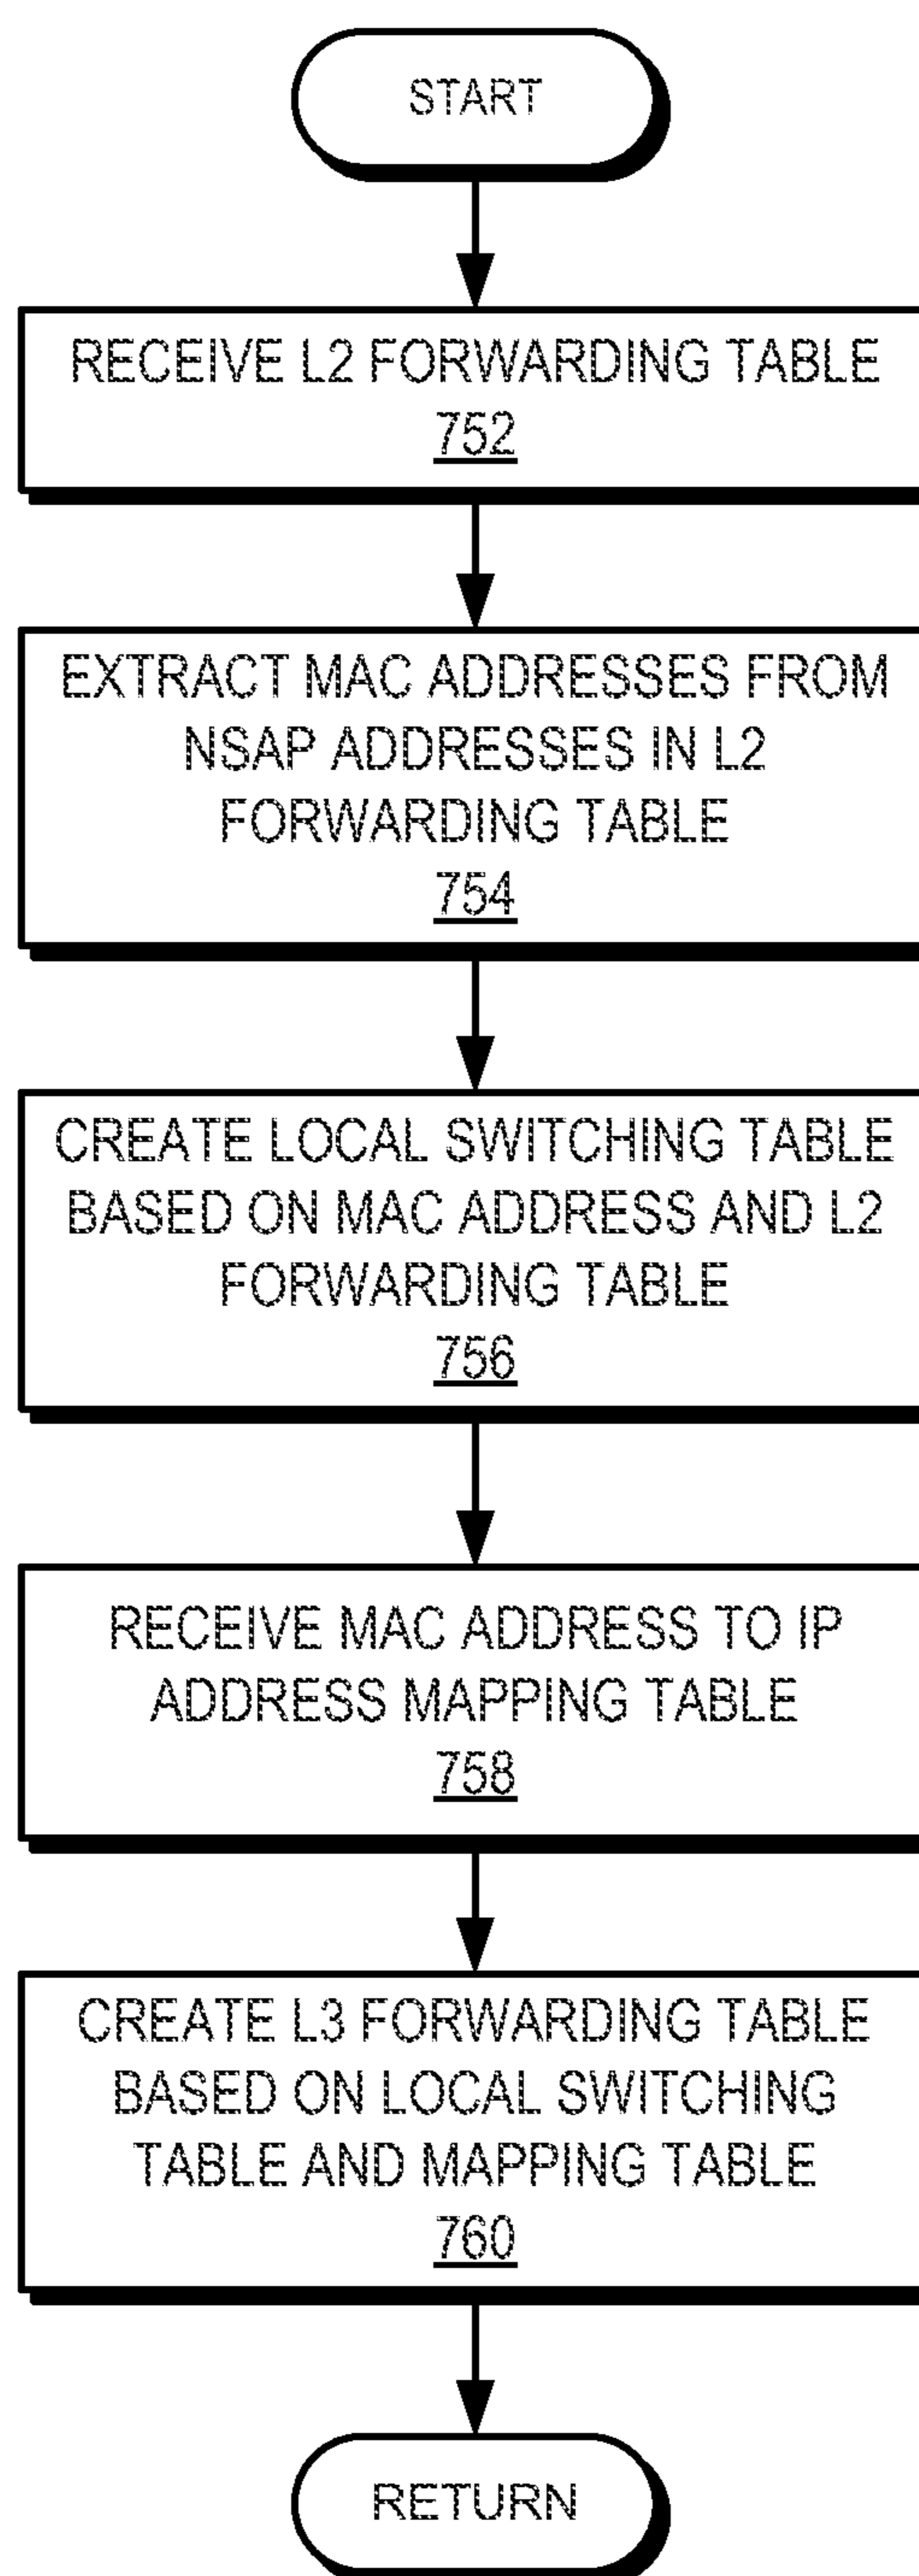 START
RECEIVE L2 FORWARDING TABLE
752
EXTRACT MAC ADDRESSES FROM
NSAP ADDRESSES IN L2
FORWARDING TABLE
754
CREATE LOCAL SWITCHING TABLE
BASED ON MAC ADDRESS AND L2
FORWARDING TABLE
756
RECEIVE MAC ADDRESS TO IP
ADDRESS MAPPING TABLE
758
CREATE L3 FORWARDING TABLE
BASED ON LOCAL SWITCHING
TABLE AND MAPPING TABLE
760
RETURN